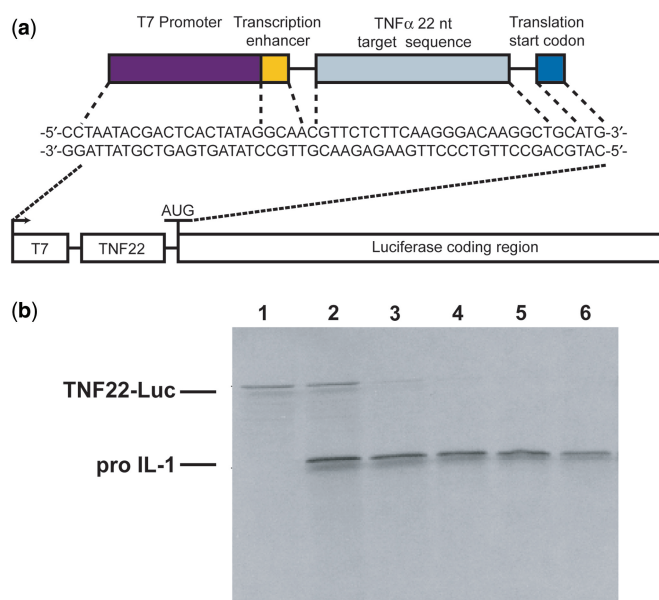 (a)
T7 Promoter
Transcription
enhancer
TNFα 22 nt
target sequence
Translation
start codon
-5′-CCTAATACGACTCACTATAGGCAACGTTCTCTTCAAGGGACAAGGCTGCATG-3′-
-3′-GGATTATGCTGAGTGATATCCGTTGCAAGAGAAGTTCCCTGTTCCGACGTAC-5′-
AUG
T7 TNF22 Luciferase coding region
(b)
1 2 3 4 5 6
TNF22-Luc
pro IL-1